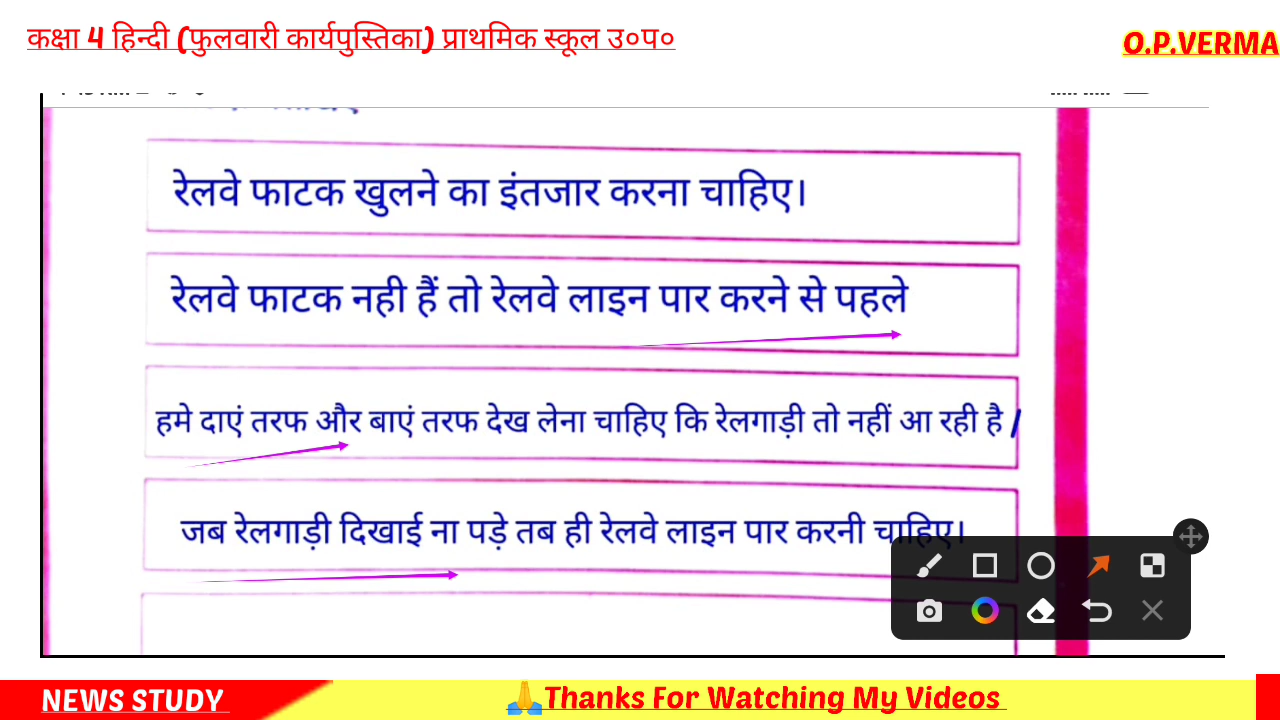 कक्षा 4 हिन्दी (फुलवारी कार्यपुस्तिका) प्राथमिक स्कूल उ०प०
O.P.VERMA
रेलवे फाटक खुलने का इंतजार करना चाहिए।
रेलवे फाटक नही हैं तो रेलवे लाइन पार करने से पहले
हमे दाएं तरफ और बाएं तरफ देख लेना चाहिए कि रेलगाड़ी तो नहीं आ रही है /
जब रेलगाड़ी दिखाई ना पड़े तब ही रेलवे लाइन पार करनी चाहिए।
NEWS STUDY
🙏Thanks For Watching My Videos